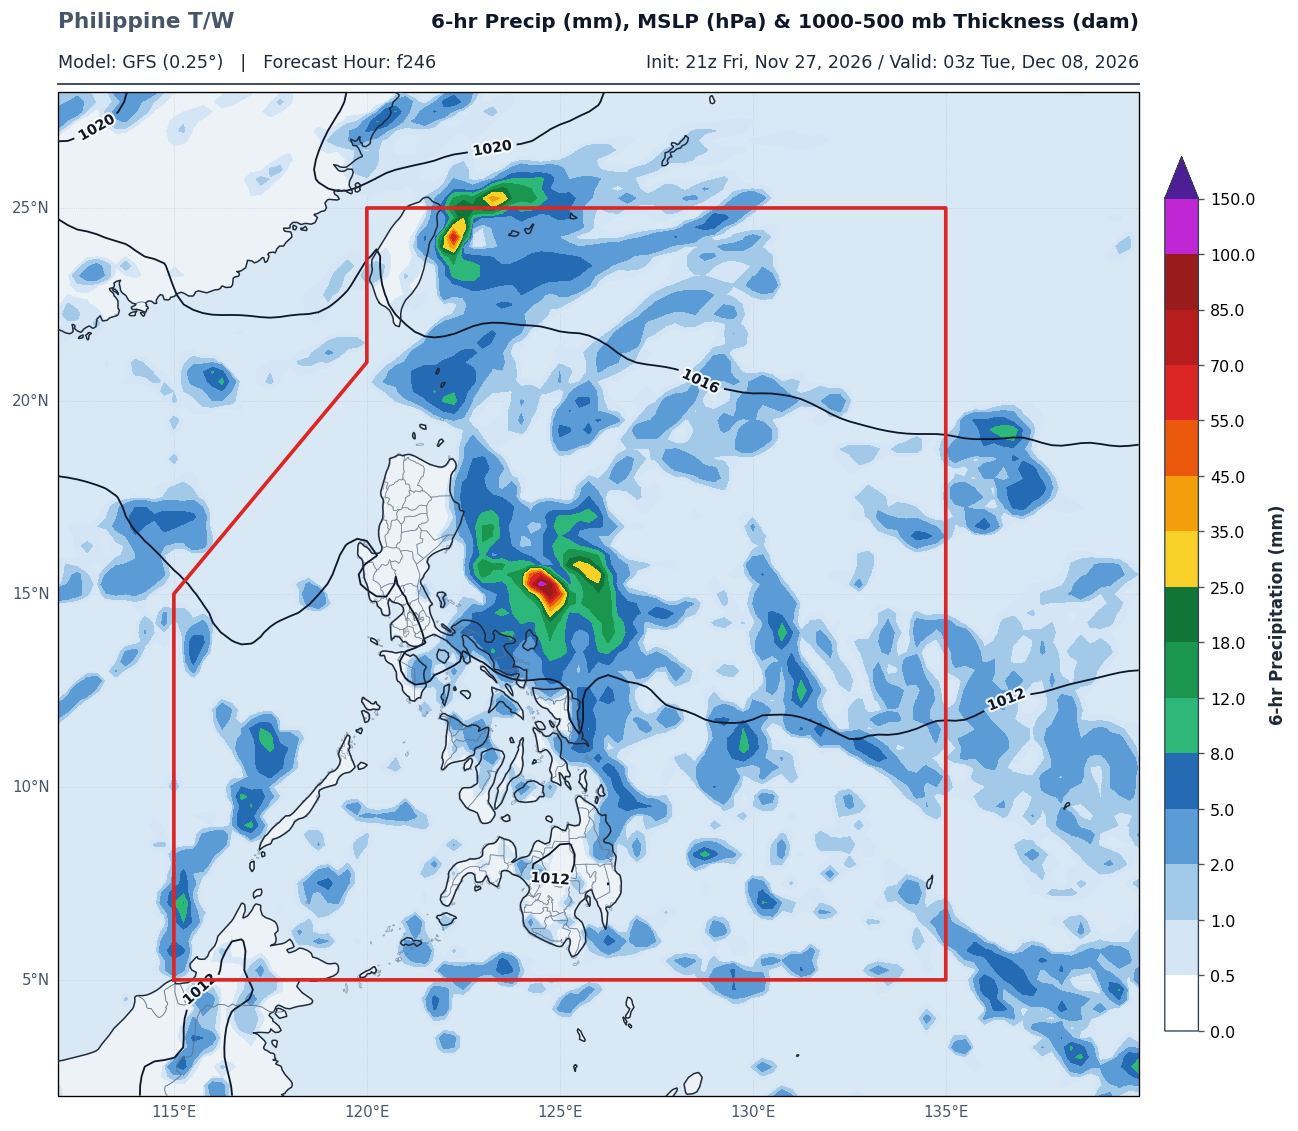 Philippine T/W
6-hr Precip (mm), MSLP (hPa) & 1000-500 mb Thickness (dam)
Model: GFS (0.25°) | Forecast Hour: f246
Init: 21z Fri, Nov 27, 2026 / Valid: 03z Tue, Dec 08, 2026
1020
1020
1016
1012
1012
1012
25°N
20°N
15°N
10°N
5°N
115°E
120°E
125°E
130°E
135°E
150.0
100.0
85.0
70.0
55.0
45.0
35.0
25.0
18.0
12.0
8.0
5.0
2.0
1.0
0.5
0.0
6-hr Precipitation (mm)